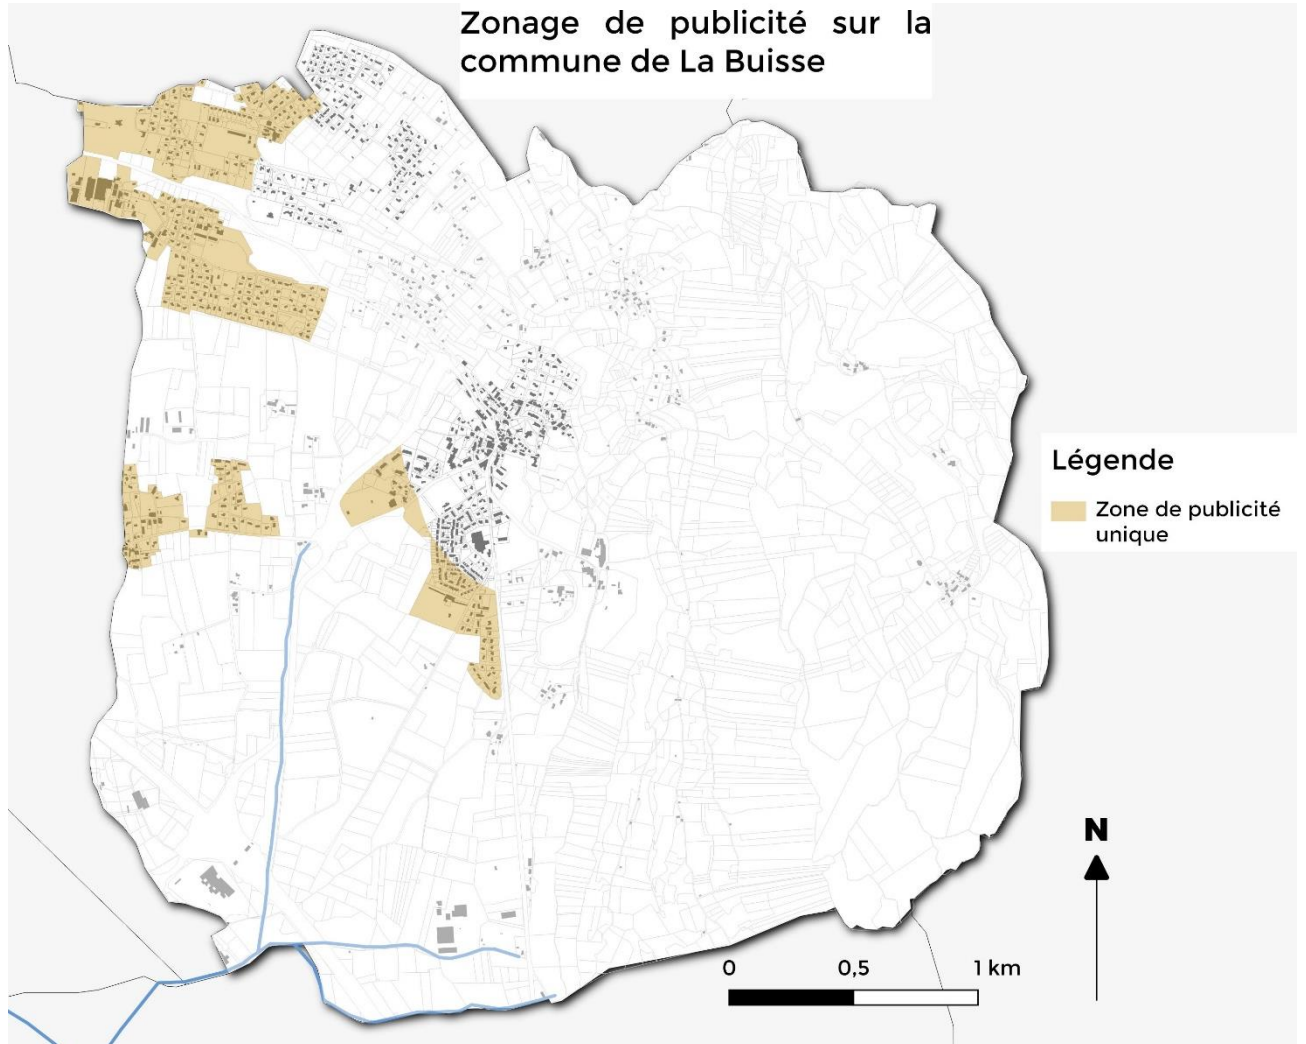 Zonage de publicité sur la
commune de La Buisse
Légende
Zone de publicité
unique
N
0 0,5 1 km